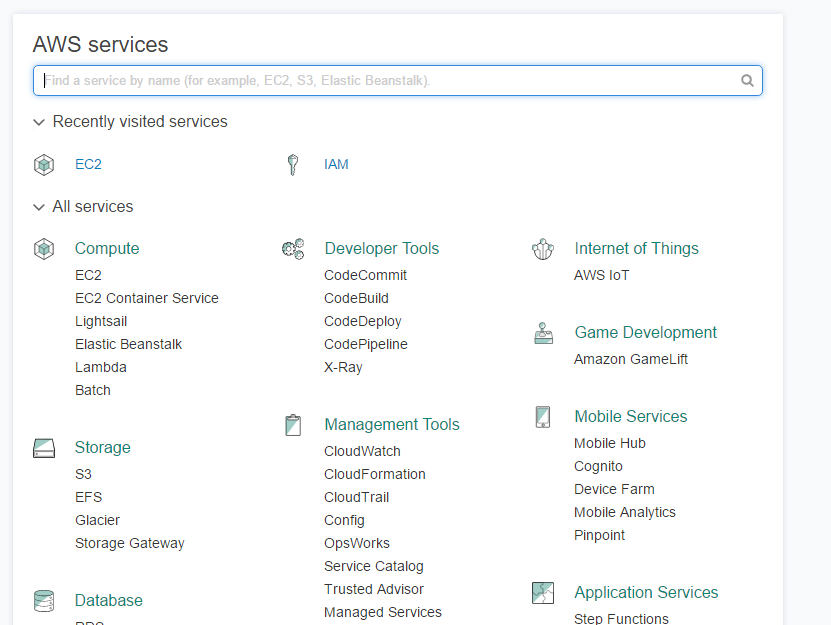 AWS services
Find a service by name (for example, EC2, S3, Elastic Beanstalk).
Recently visited services
EC2
IAM
All services
Compute
EC2
EC2 Container Service
Lightsail
Elastic Beanstalk
Lambda
Batch
Storage
S3
EFS
Glacier
Storage Gateway
Database
Developer Tools
CodeCommit
CodeBuild
CodeDeploy
CodePipeline
X-Ray
Management Tools
CloudWatch
CloudFormation
CloudTrail
Config
OpsWorks
Service Catalog
Trusted Advisor
Managed Services
Internet of Things
AWS IoT
Game Development
Amazon GameLift
Mobile Services
Mobile Hub
Cognito
Device Farm
Mobile Analytics
Pinpoint
Application Services
Step Functions